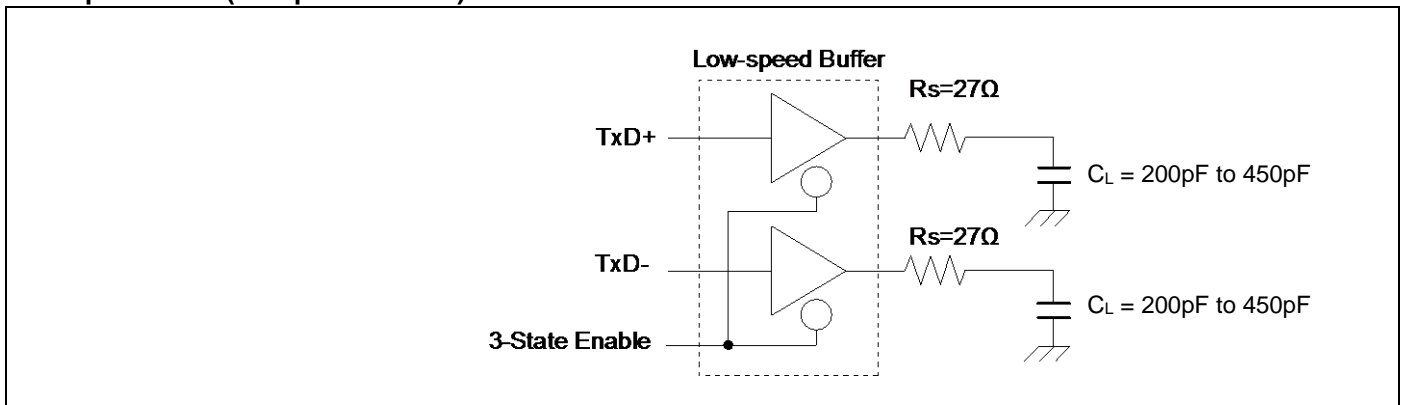 Low-speed Buffer
Rs=27Ω
TxD+
CL = 200pF to 450pF
Rs=27Ω
TxD-
CL = 200pF to 450pF
3-State Enable